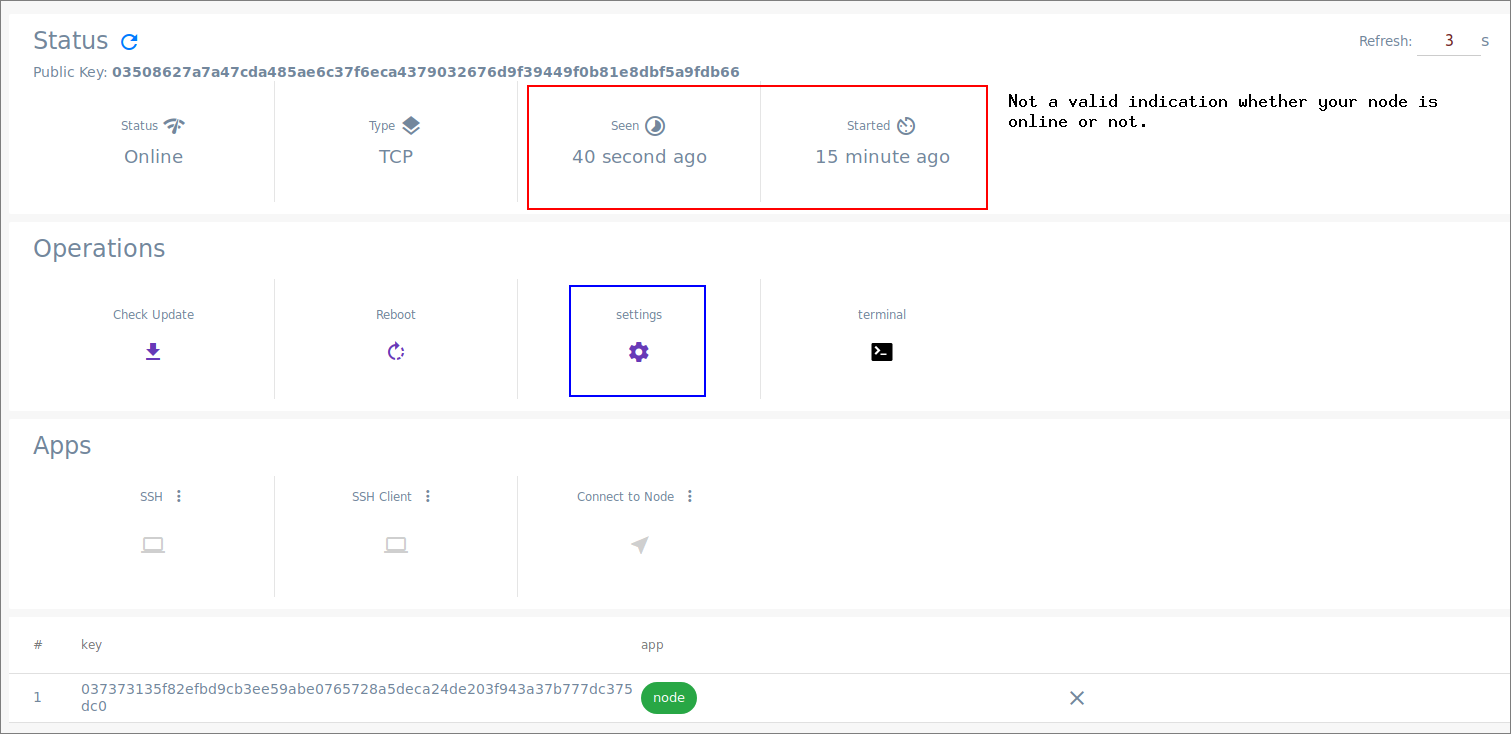 Status
Refresh: 3 s
Public Key: 03508627a7a47cda485ae6c37f6eca4379032676d9f39449f0b81e8dbf5a9fdb66
Not a valid indication whether your node is
online or not.
Status Type Seen Started
Online TCP 40 second ago 15 minute ago
Operations
Check Update Reboot settings terminal
Apps
SSH SSH Client Connect to Node
# key app
1 037373135f82efbd9cb3ee59abe0765728a5deca24de203f943a37b777dc375
dc0 node